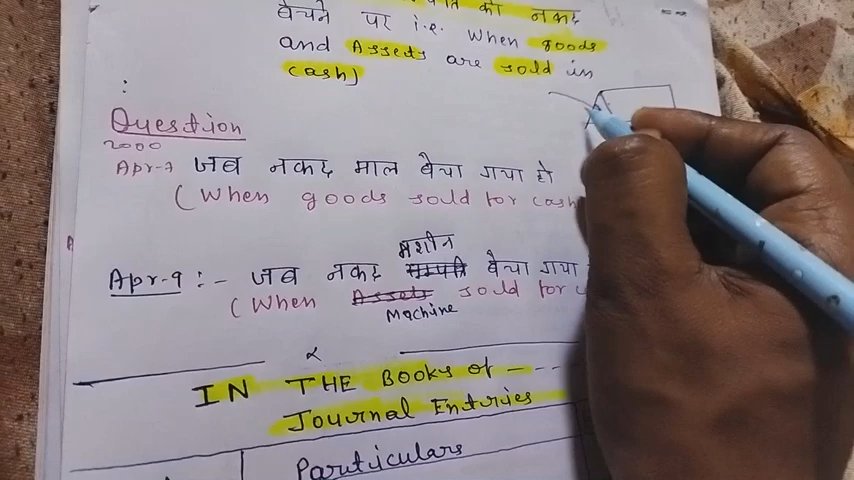 को नकद
बेचने पर i.e. When goods
and Assets are sold in
Cash)
Question
2000
Apr-7 जब नकद माल बेचा गया हो
(When goods sold for cash
मशीन
Apr-9 :- जब नकद सम्पत्ती बेचा गया
(When Assets sold for
Machine
IN THE Books of - - - -
Journal Entries
Particulars